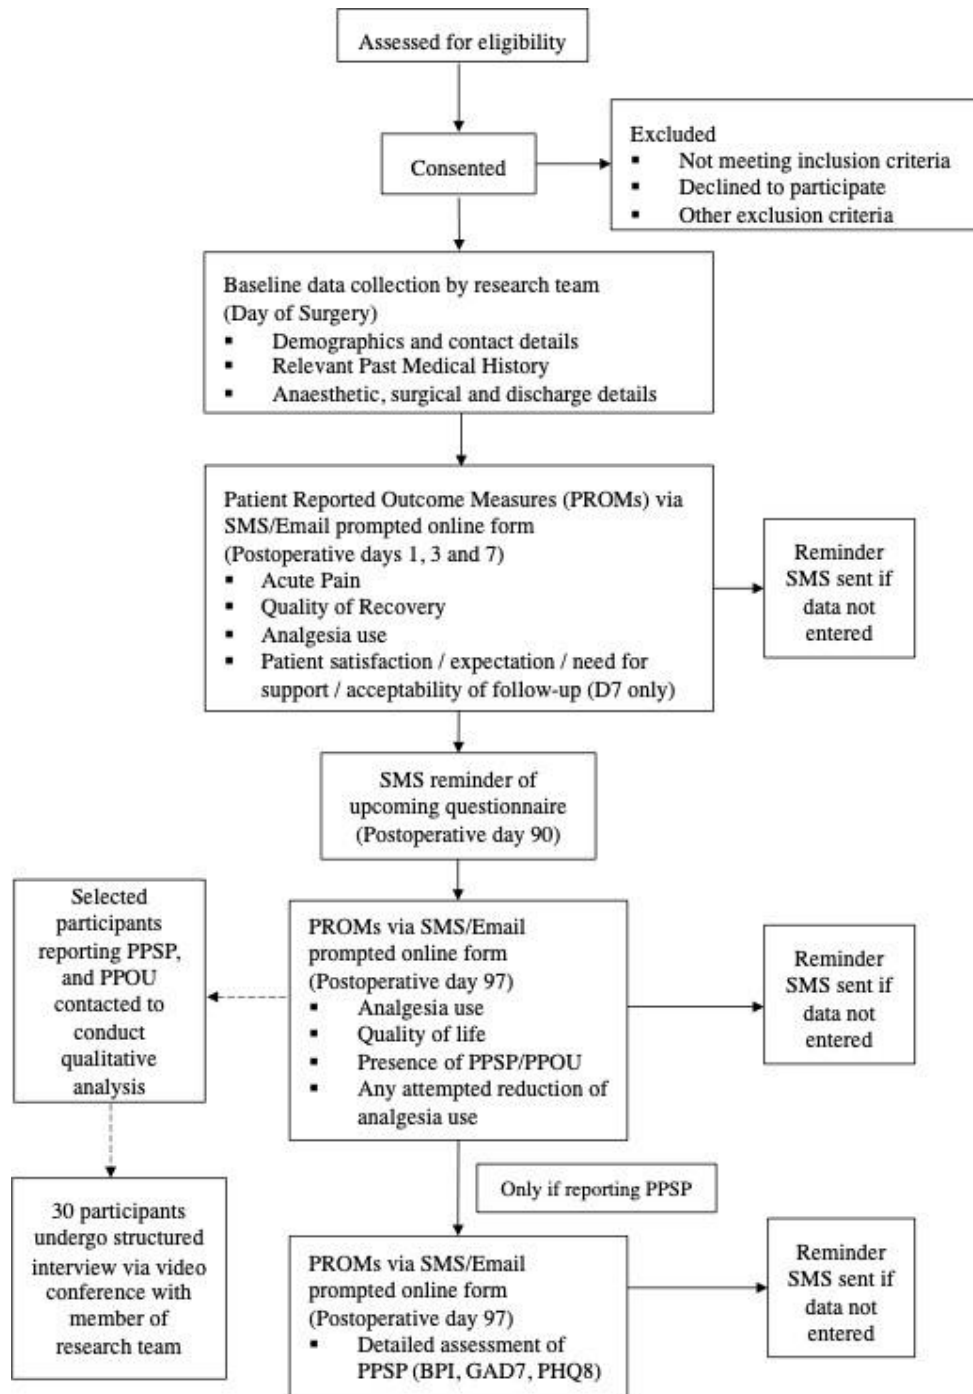 Assessed for eligibility
Consented
Excluded
▪ Not meeting inclusion criteria
▪ Declined to participate
▪ Other exclusion criteria
Baseline data collection by research team
(Day of Surgery)
▪ Demographics and contact details
▪ Relevant Past Medical History
▪ Anaesthetic, surgical and discharge details
Patient Reported Outcome Measures (PROMs) via
SMS/Email prompted online form
(Postoperative days 1, 3 and 7)
▪ Acute Pain
▪ Quality of Recovery
▪ Analgesia use
▪ Patient satisfaction / expectation / need for
support / acceptability of follow-up (D7 only)
Reminder
SMS sent if
data not
entered
SMS reminder of
upcoming questionnaire
(Postoperative day 90)
Selected
participants
reporting PPSP,
and PPOU
contacted to
conduct
qualitative
analysis
PROMs via SMS/Email
prompted online form
(Postoperative day 97)
▪ Analgesia use
▪ Quality of life
▪ Presence of PPSP/PPOU
▪ Any attempted reduction of
analgesia use
Reminder
SMS sent if
data not
entered
Only if reporting PPSP
30 participants
undergo structured
interview via video
conference with
member of
research team
PROMs via SMS/Email
prompted online form
(Postoperative day 97)
▪ Detailed assessment of
PPSP (BPI, GAD7, PHQ8)
Reminder
SMS sent if
data not
entered